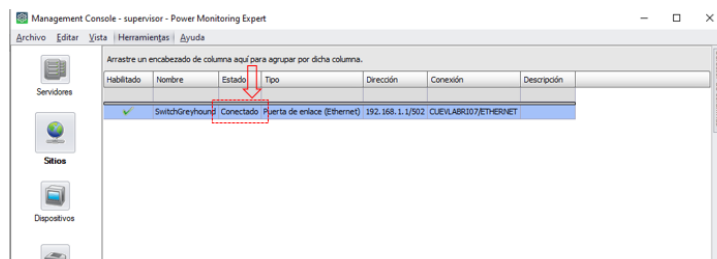 Management Console - supervisor - Power Monitoring Expert
Archivo Editar Vista Herramientas Ayuda
Arrastre un encabezado de columna aquí para agrupar por dicha columna.
Habilitado Nombre Estado Tipo Dirección Conexión Descripción
SwitchGreyhound Conectado Puerta de enlace (Ethernet) 192.168.1.1/502 CUEVLABRI07/ETHERNET
Servidores
Sitios
Dispositivos